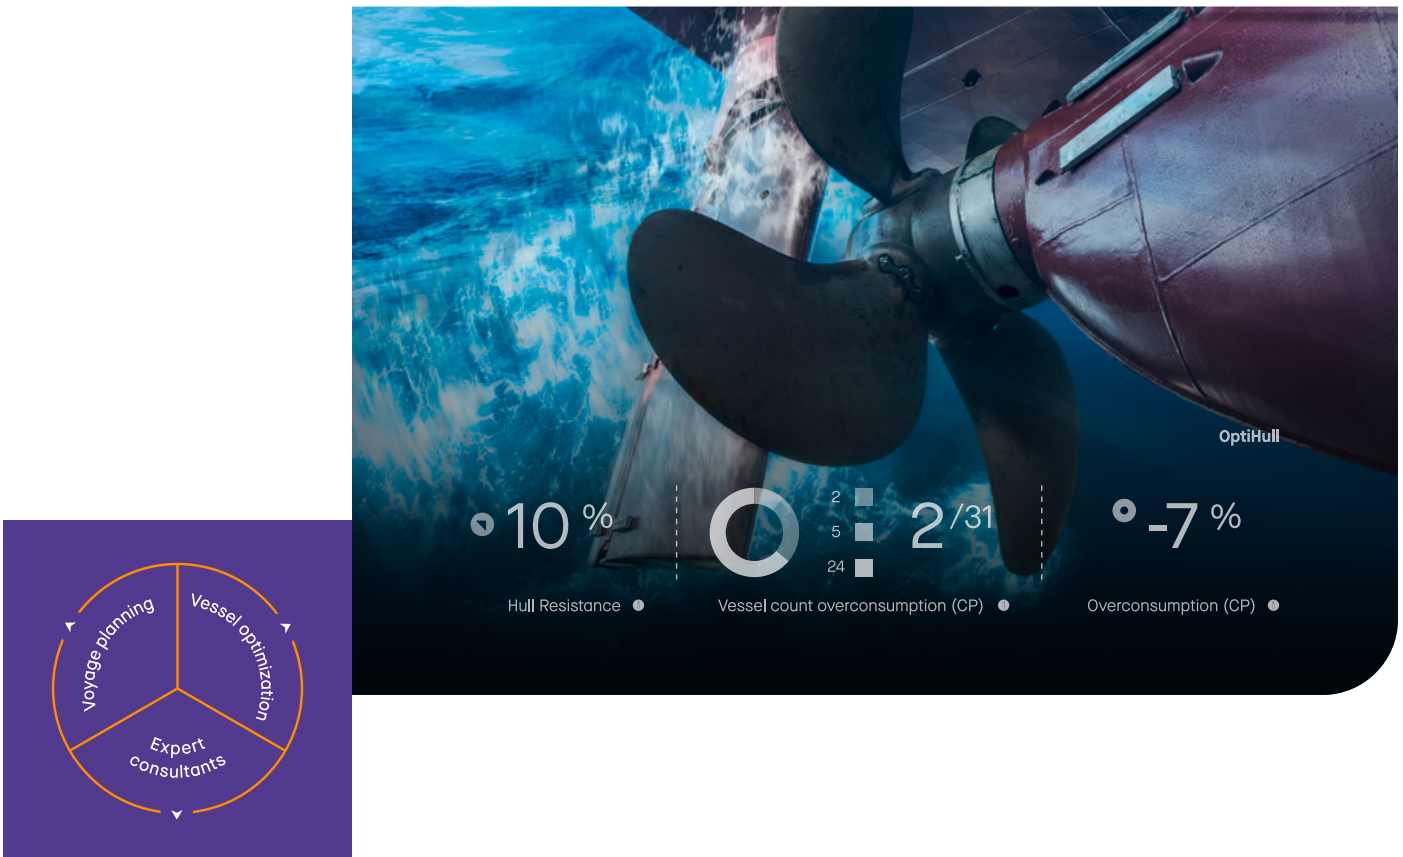 OptiHull
10 %
Hull Resistance
2
5
24
2/31
Vessel count overconsumption (CP)
-7 %
Overconsumption (CP)
Voyage planning
Vessel optimization
Expert
consultants